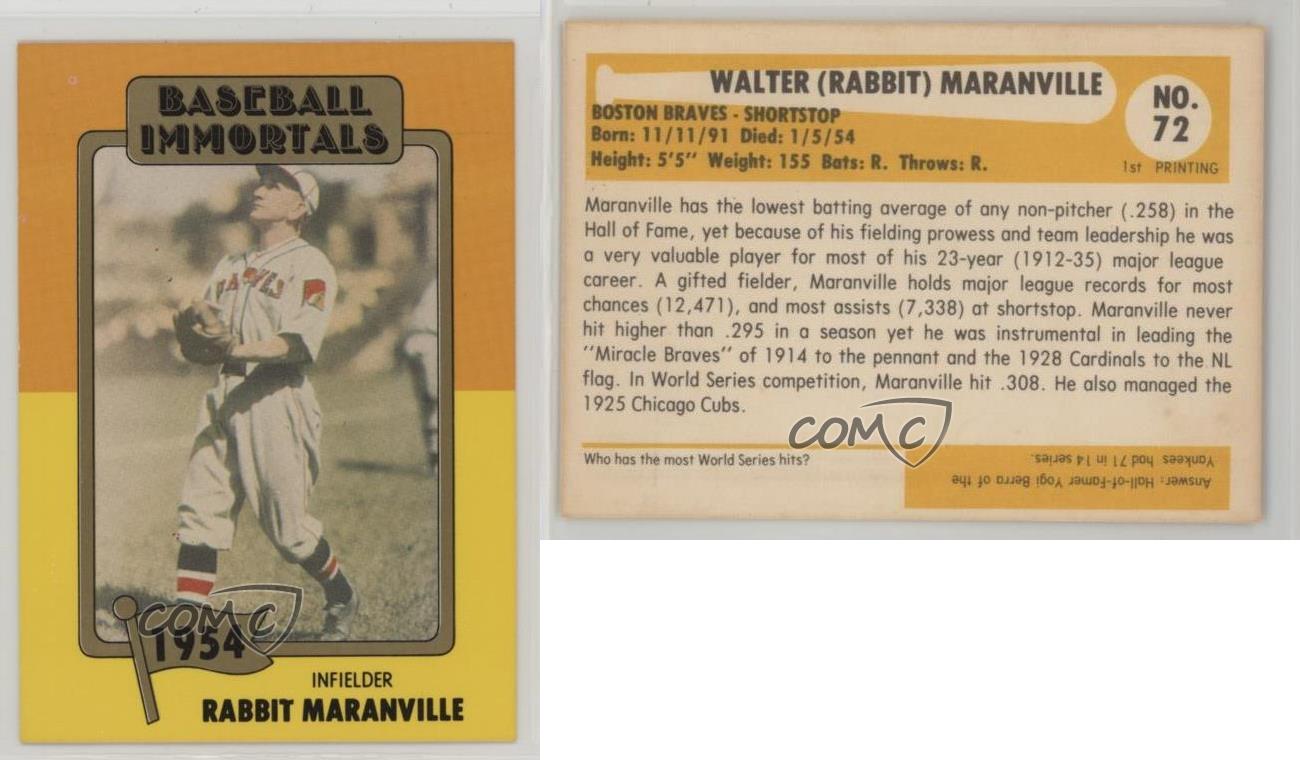 BASEBALL
IMMORTALS
BRAVES
COMC
1954
INFIELDER
RABBIT MARANVILLE
WALTER (RABBIT) MARANVILLE
BOSTON BRAVES - SHORTSTOP
Born: 11/11/91 Died: 1/5/54
Height: 5'5" Weight: 155 Bats: R. Throws: R.
NO.
72
1st PRINTING
Maranville has the lowest batting average of any non-pitcher (.258) in the
Hall of Fame, yet because of his fielding prowess and team leadership he was
a very valuable player for most of his 23-year (1912-35) major league
career. A gifted fielder, Maranville holds major league records for most
chances (12,471), and most assists (7,338) at shortstop. Maranville never
hit higher than .295 in a season yet he was instrumental in leading the
"Miracle Braves" of 1914 to the pennant and the 1928 Cardinals to the NL
flag. In World Series competition, Maranville hit .308. He also managed the
1925 Chicago Cubs.
COMC
Who has the most World Series hits?
Answer: Hall-of-Famer Yogi Berra of the
Yankees had 71 in 14 series.